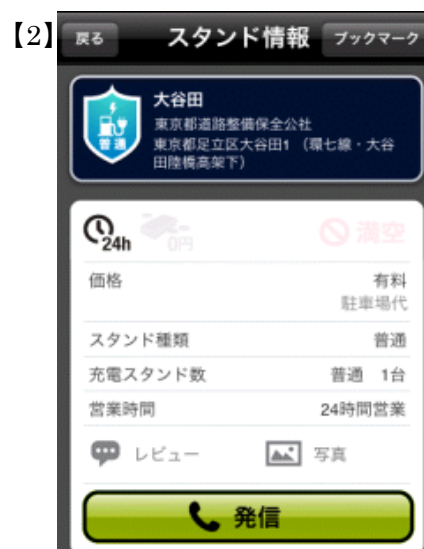 【2】
戻る スタンド情報 ブックマーク
普通
大谷田
東京都道路整備保全公社
東京都足立区大谷田1 (環七線・大谷
田陸橋高架下)
24h 0円 満空
価格 有料
駐車場代
スタンド種類 普通
充電スタンド数 普通 1台
営業時間 24時間営業
レビュー 写真
発信